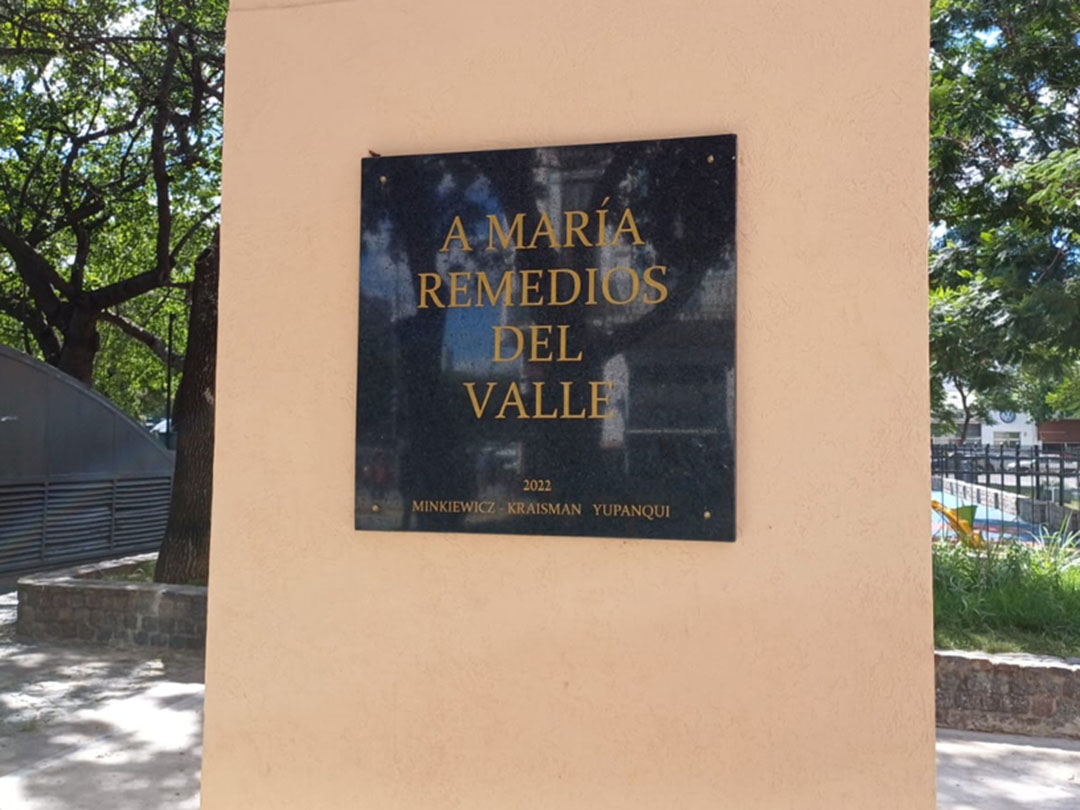 A MARÍA
REMEDIOS
DEL
VALLE
2022
MINKIEWICZ - KRAISMAN YUPANQUI